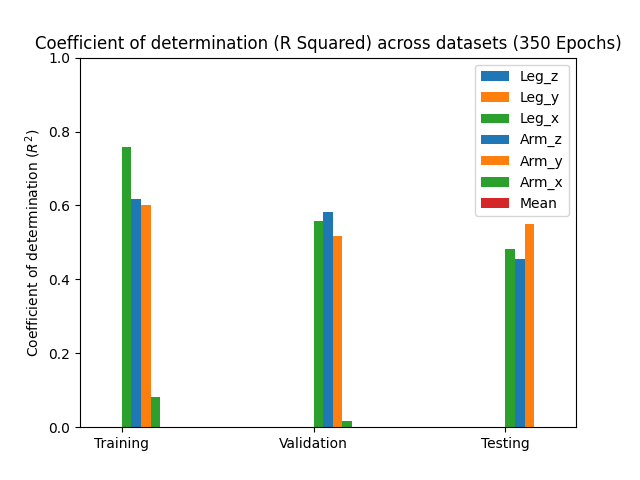 Coefficient of determination (R Squared) across datasets (350 Epochs)
Coefficient of determination (R²)
1.0
0.8
0.6
0.4
0.2
0.0
Training
Validation
Testing
Leg_z
Leg_y
Leg_x
Arm_z
Arm_y
Arm_x
Mean